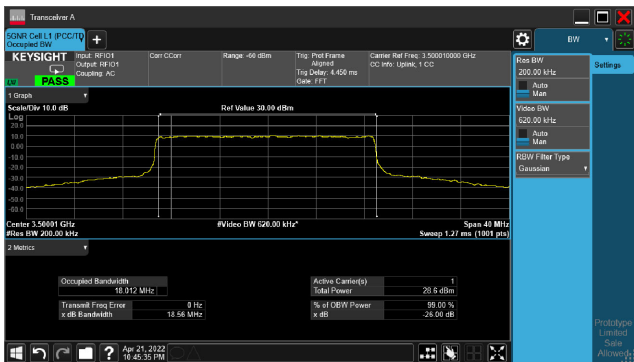 Transceiver A
5GNR Cell L1 (PCC/TD
Occupied BW
+
BW
KEYSIGHT
Input: RFIO1
Output: RFIO1
Coupling: AC
PASS
Corr CCorr
Range: -60 dBm
Trig: Prot Frame
Aligned
Trig Delay: 4.450 ms
Gate: FFT
Carrier Ref Freq: 3.500010000 GHz
CC Info: Uplink, 1 CC
Res BW
200.00 kHz
Auto
Man
Video BW
620.00 kHz
Auto
Man
RBW Filter Type
Gaussian
Settings
1 Graph
Scale/Div 10.0 dB
Ref Value 30.00 dBm
Log
20.0
10.0
0.00
-10.0
-20.0
-30.0
-40.0
-50.0
-60.0
Center 3.50001 GHz
#Video BW 620.00 kHz*
Span 40 MHz
#Res BW 200.00 kHz
Sweep 1.27 ms (1001 pts)
2 Metrics
Occupied Bandwidth
18.012 MHz
Active Carrier(s) 1
Total Power 28.6 dBm
Transmit Freq Error 0 Hz
x dB Bandwidth 18.56 MHz
% of OBW Power 99.00 %
x dB -26.00 dB
Prototype
Limited
Sale
Allowed
?
Apr 21, 2022
10:45:35 PM